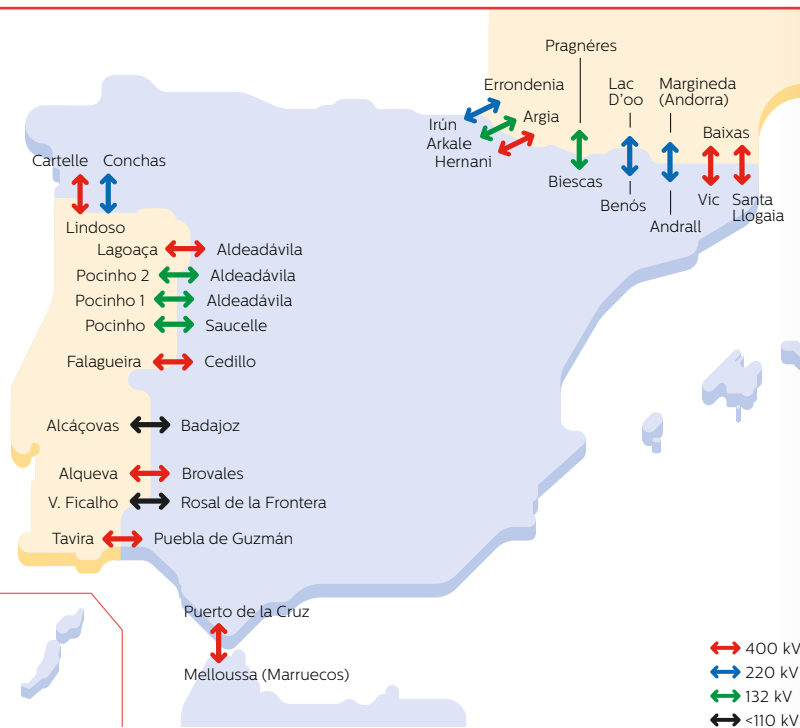 Pragnéres
Errondenia
Lac
D'oo
Margineda
(Andorra)
Irún
Argia
Arkale
Hernani
Baixas
Biescas
Benós
Vic
Santa
Llogaia
Andrall
Cartelle
Conchas
Lindoso
Lagoaça
Aldeadávila
Pocinho 2
Aldeadávila
Pocinho 1
Aldeadávila
Pocinho
Saucelle
Falagueira
Cedillo
Alcáçovas
Badajoz
Alqueva
Brovales
V. Ficalho
Rosal de la Frontera
Tavira
Puebla de Guzmán
Puerto de la Cruz
Melloussa (Marruecos)
400 kV
220 kV
132 kV
<110 kV